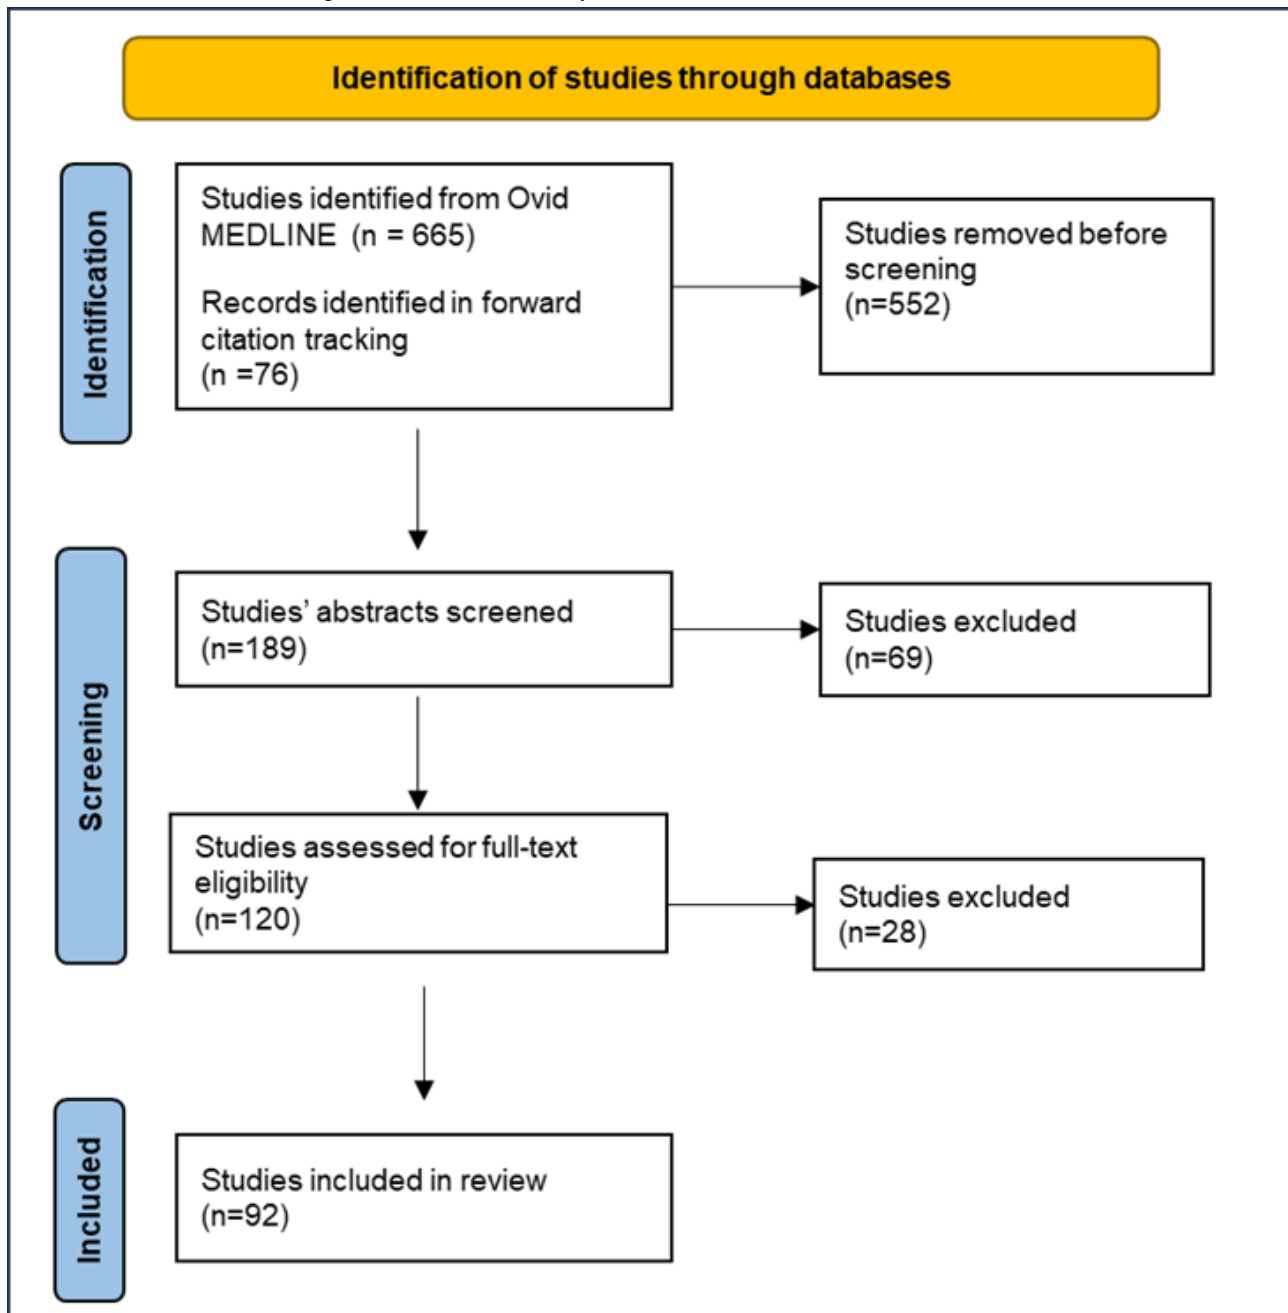 Identification of studies through databases
Identification
Studies identified from Ovid
MEDLINE (n = 665)
Records identified in forward
citation tracking
(n =76)
Studies removed before
screening
(n=552)
Screening
Studies’ abstracts screened
(n=189)
Studies excluded
(n=69)
Studies assessed for full-text
eligibility
(n=120)
Studies excluded
(n=28)
Included
Studies included in review
(n=92)